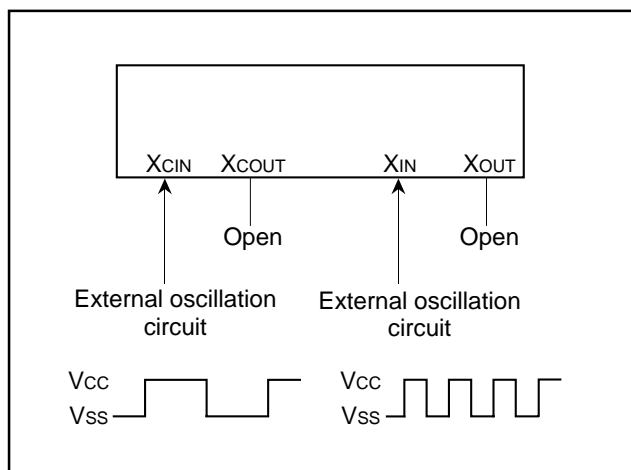 XCIN XCOUT XIN XOUT
Open Open
External oscillation circuit
External oscillation circuit
VCC
VSS
VCC
VSS